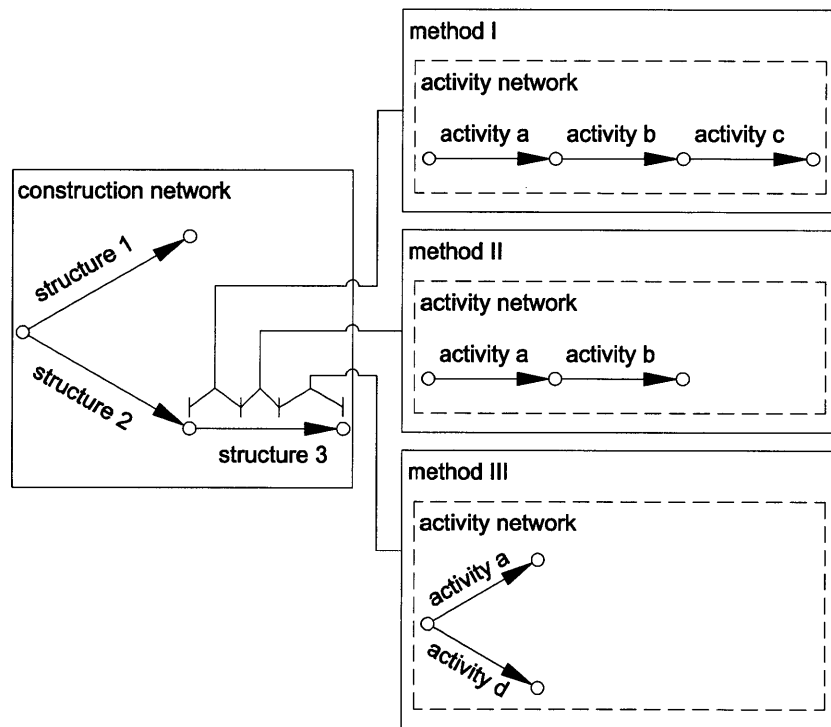 construction network
structure 1
structure 2
structure 3
method I
activity network
activity a activity b activity c
method II
activity network
activity a activity b
method III
activity network
activity a
activity d